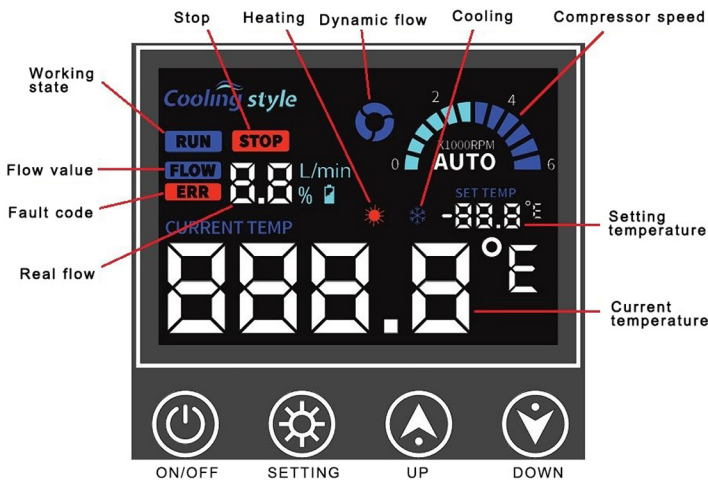 Stop
Heating
Dynamic flow
Cooling
Compressor speed
Working
state
Flow value
Fault code
Real flow
Cooling style
RUN
STOP
FLOW
ERR
8.8
L/min
%
0
2
4
6
X1000RPM
AUTO
SET TEMP
-88.8°E
CURRENT TEMP
888.8°E
Setting
temperature
Current
temperature
ON/OFF
SETTING
UP
DOWN